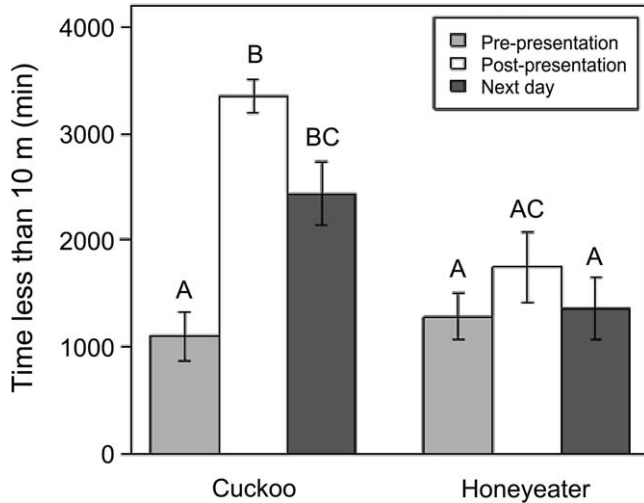 Time less than 10 m (min)
4000
3000
2000
1000
0
Pre-presentation
Post-presentation
Next day
A
B
BC
A
AC
A
Cuckoo
Honeyeater